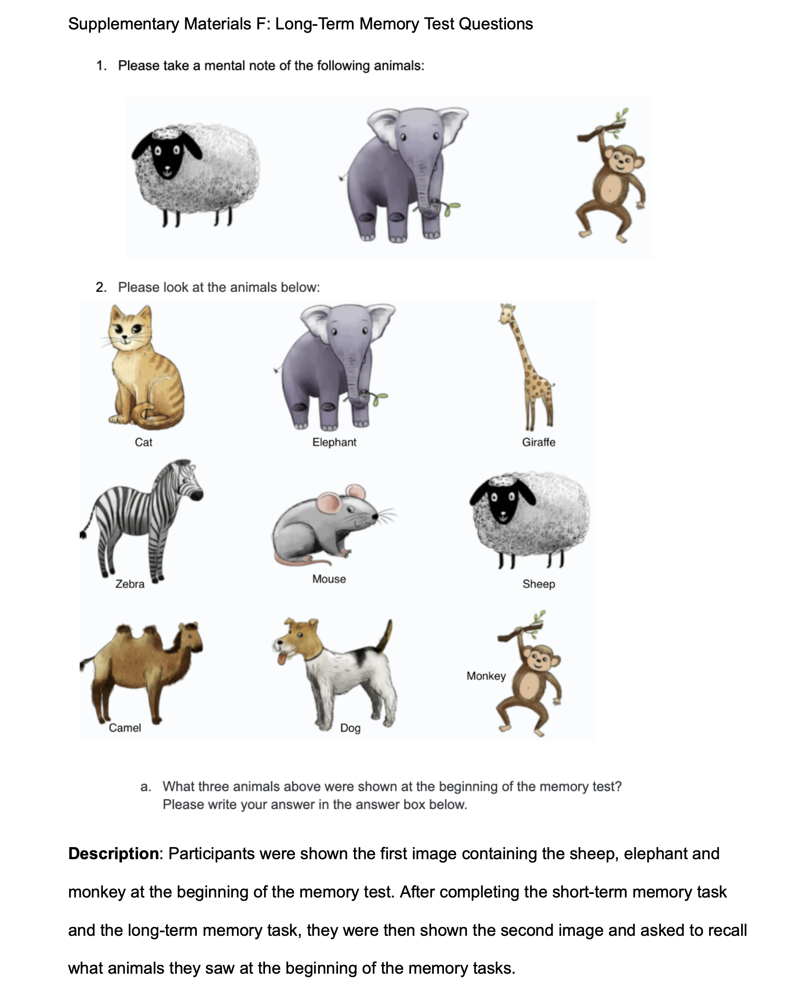 Supplementary Materials F: Long-Term Memory Test Questions
1. Please take a mental note of the following animals:
2. Please look at the animals below:
Cat
Elephant
Giraffe
Zebra
Mouse
Sheep
Camel
Dog
Monkey
a. What three animals above were shown at the beginning of the memory test?
Please write your answer in the answer box below.
Description: Participants were shown the first image containing the sheep, elephant and
monkey at the beginning of the memory test. After completing the short-term memory task
and the long-term memory task, they were then shown the second image and asked to recall
what animals they saw at the beginning of the memory tasks.